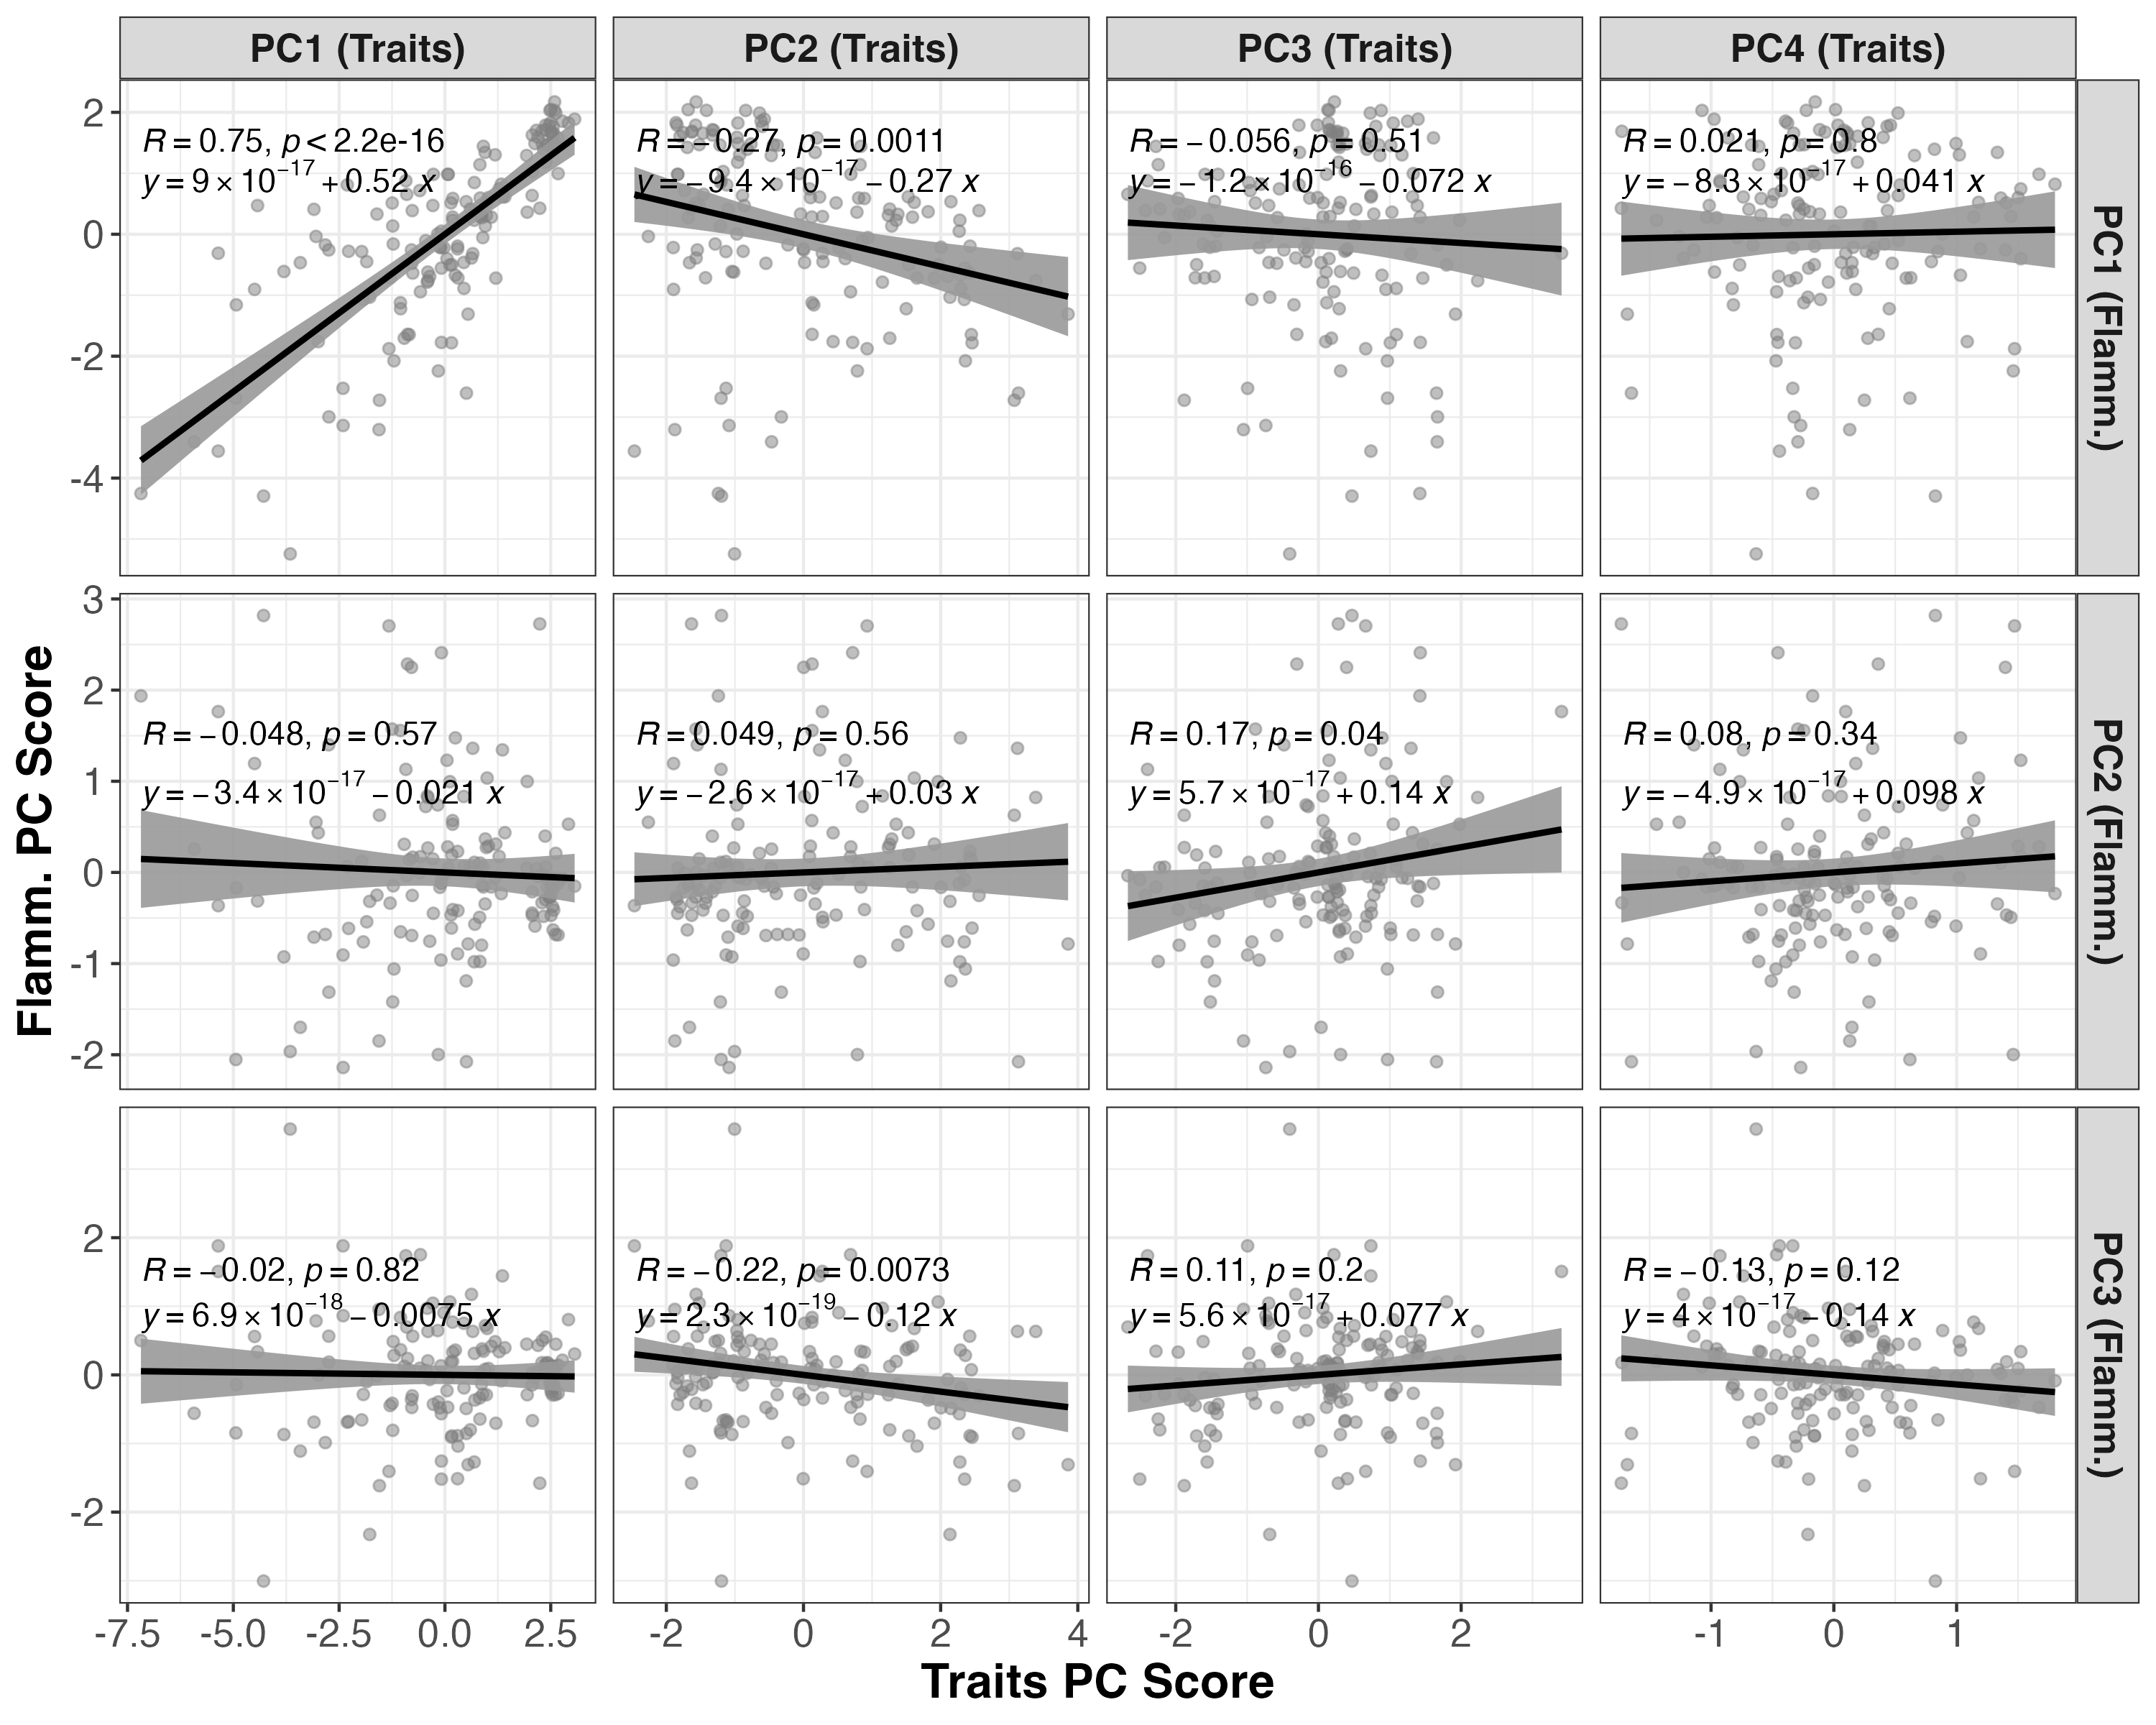 PC1 (Traits)
PC2 (Traits)
PC3 (Traits)
PC4 (Traits)
2
0
-2
-4
R = 0.75, p < 2.2e-16
y = 9 × 10⁻¹⁷ + 0.52 x
R = −0.27, p = 0.0011
y = −9.4 × 10⁻¹⁷ − 0.27 x
R = −0.056, p = 0.51
y = −1.2 × 10⁻¹⁶ − 0.072 x
R = 0.021, p = 0.8
y = −8.3 × 10⁻¹⁷ + 0.041 x
PC1 (Flamm.)
Flamm. PC Score
3
2
1
0
-1
-2
R = −0.048, p = 0.57
y = −3.4 × 10⁻¹⁷ − 0.021 x
R = 0.049, p = 0.56
y = −2.6 × 10⁻¹⁷ + 0.03 x
R = 0.17, p = 0.04
y = 5.7 × 10⁻¹⁷ + 0.14 x
R = 0.08, p = 0.34
y = −4.9 × 10⁻¹⁷ + 0.098 x
PC2 (Flamm.)
2
0
-2
R = −0.02, p = 0.82
y = 6.9 × 10⁻¹⁸ − 0.0075 x
R = −0.22, p = 0.0073
y = 2.3 × 10⁻¹⁹ − 0.12 x
R = 0.11, p = 0.2
y = 5.6 × 10⁻¹⁷ + 0.077 x
R = −0.13, p = 0.12
y = 4 × 10⁻¹⁷ − 0.14 x
PC3 (Flamm.)
-7.5 -5.0 -2.5 0.0 2.5
-2 0 2 4
-2 0 2
-1 0 1
Traits PC Score